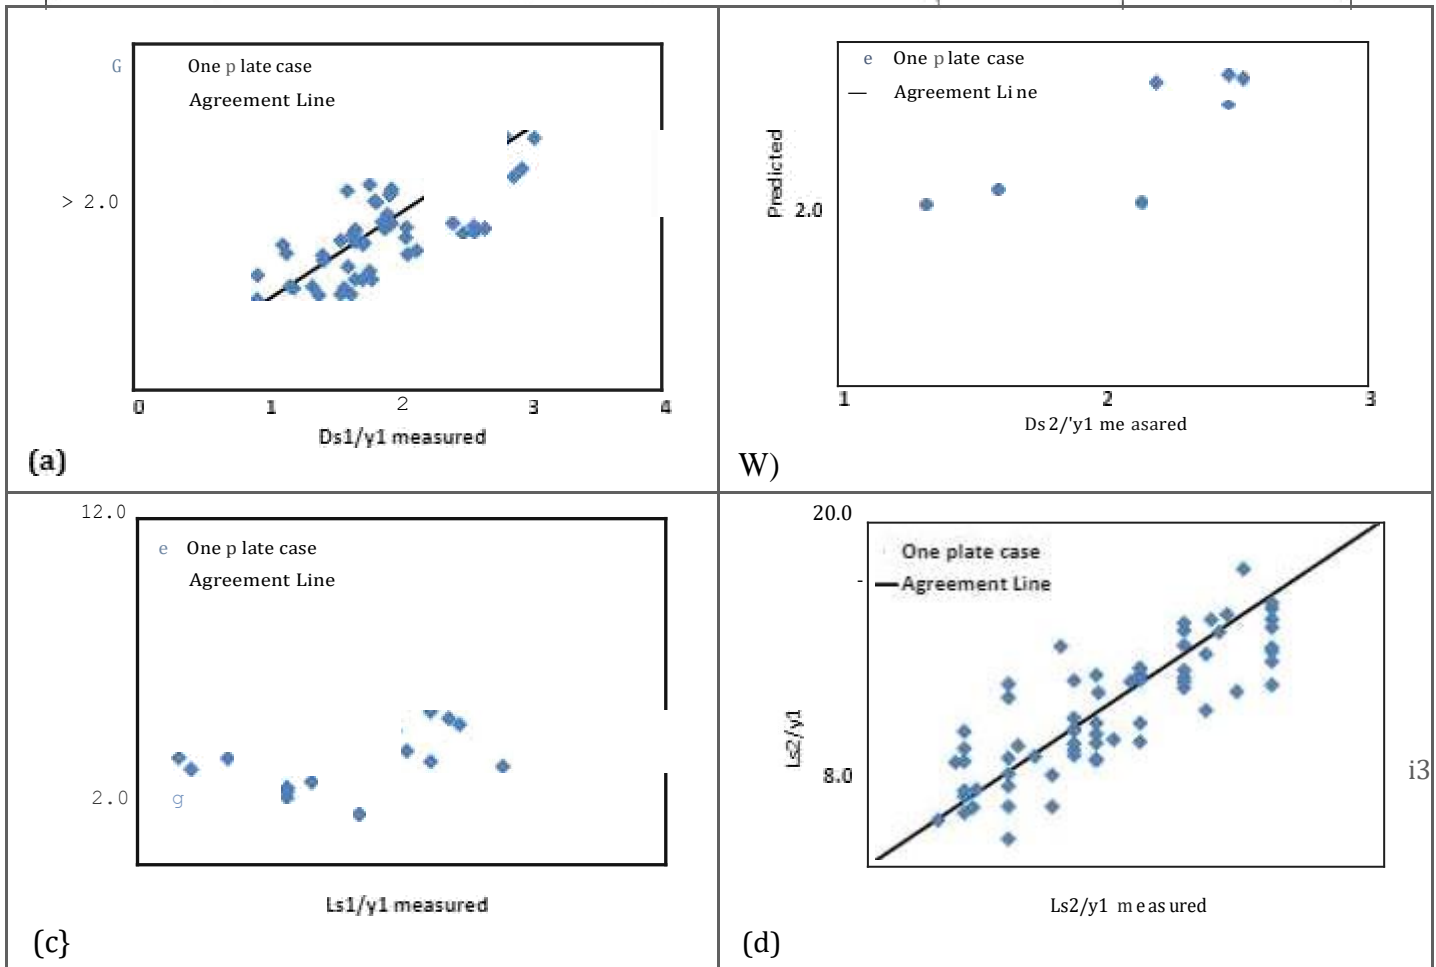 G One p late case
Agreement Line
> 2.0
0 1 2 3 4
Ds1/y1 measured
(a)
e One p late case
— Agreement Li ne
Predicted
2.0
1 2 3
Ds 2/'y1 me asared
W)
12.0
e One p late case
Agreement Line
2.0 g
Ls1/y1 measured
(c}
20.0
One plate case
- Agreement Line
Ls2/y1
8.0
i3
Ls2/y1 m e as ured
(d)